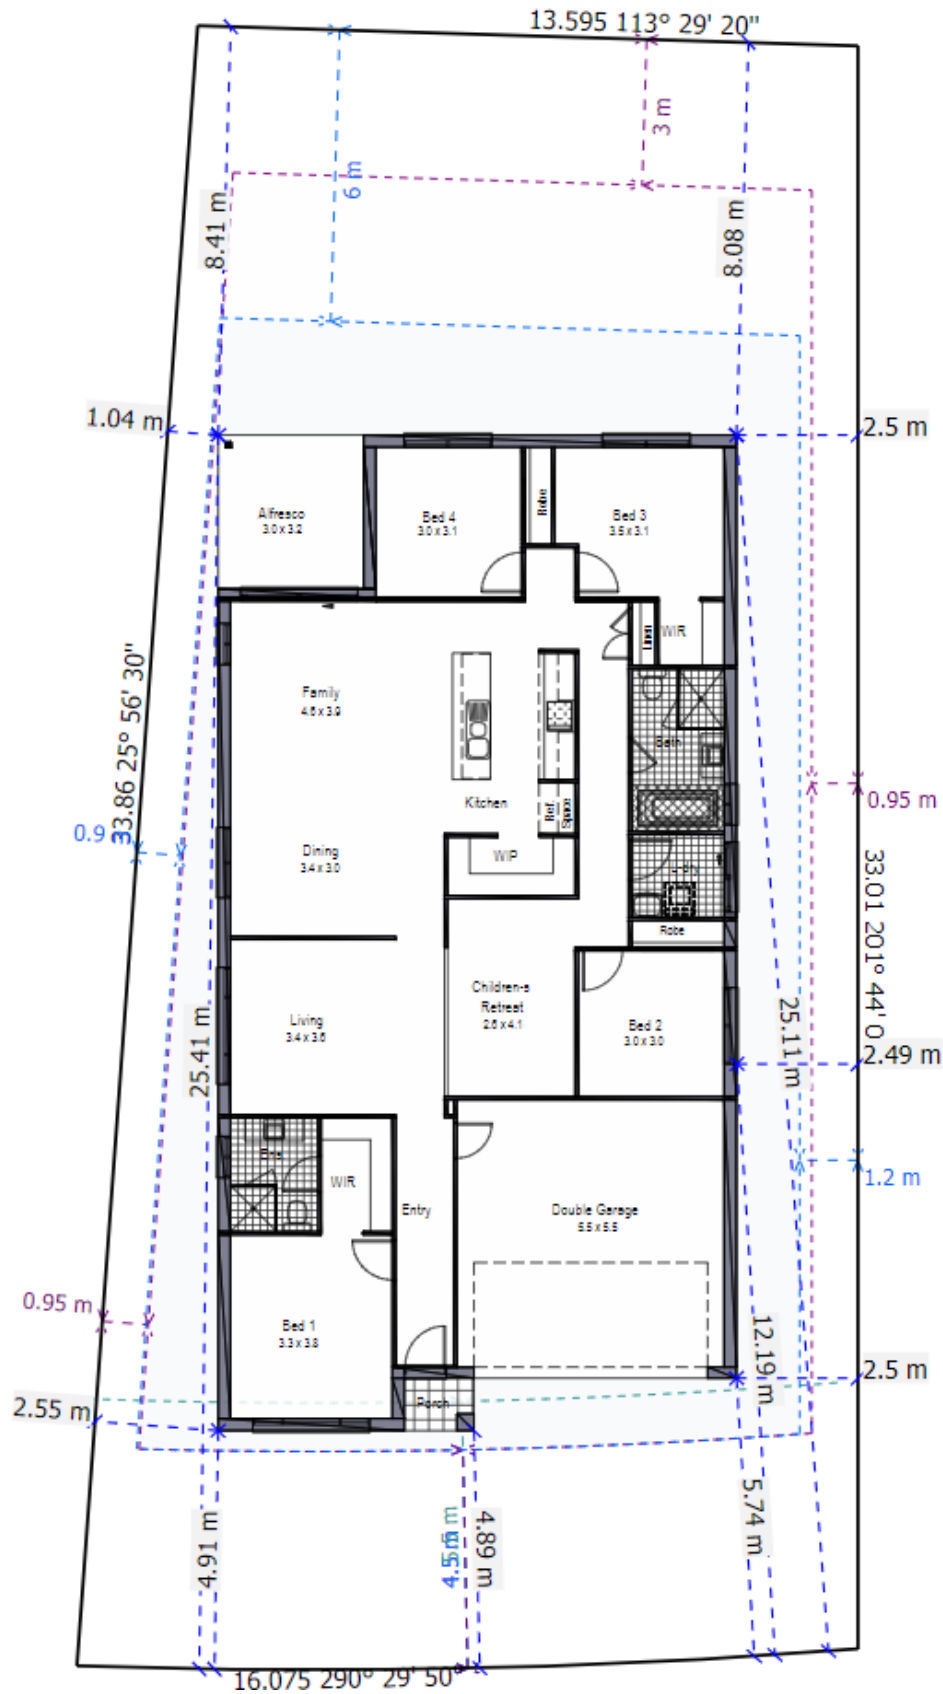 13.595 113° 29' 20"
3 m
6 m
8.41 m
8.08 m
1.04 m
2.5 m
Alfresco
3.0 x 3.2
Bed 4
3.0 x 3.1
Robe
Bed 3
3.5 x 3.1
Linen
WIR
33.86 25° 56' 30"
Family
4.6 x 3.9
Bath
Kitchen
Ref.
Space
0.95 m
0.9
Dining
3.4 x 3.0
WIP
L'dry
33.01 201° 44' 0
Robe
Children-s
Retreat
2.6 x 4.1
Living
3.4 x 3.6
Bed 2
3.0 x 3.0
25.41 m
25.11 m
2.49 m
Ens
WIR
1.2 m
Entry
Double Garage
5.5 x 5.5
0.95 m
Bed 1
3.3 x 3.8
12.19 m
2.5 m
2.55 m
Porch
4.91 m
4.5 m
4.89 m
5.74 m
16.075 290° 29' 50"